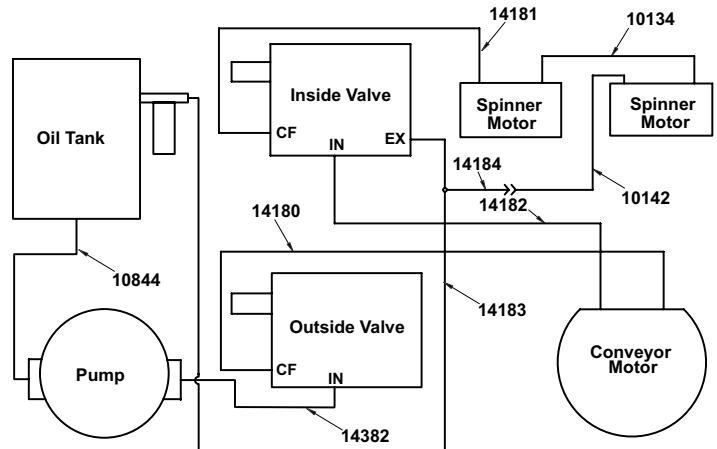 14181
10134
Inside Valve
Spinner
Motor
Spinner
Motor
Oil Tank
CF
IN
EX
14184
10142
14180
14182
10844
14183
Outside Valve
Conveyor
Motor
Pump
CF
IN
14382